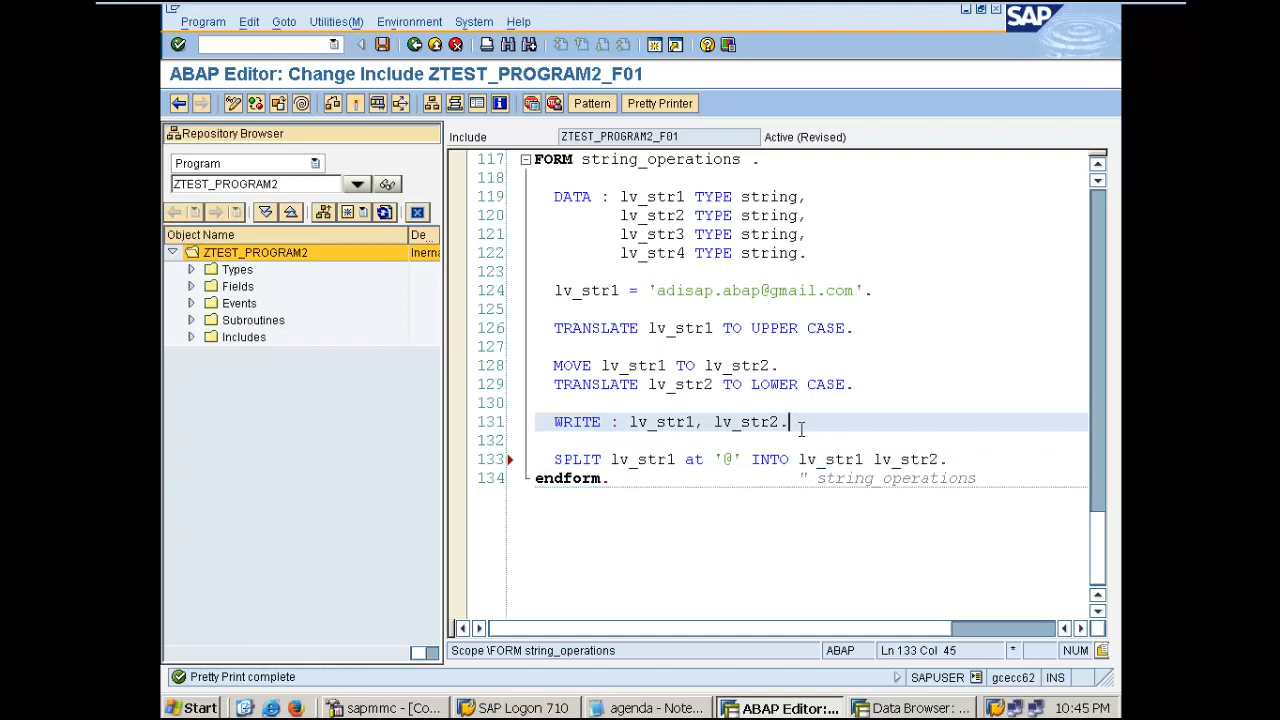 Program Edit Goto Utilities(M) Environment System Help
SAP
ABAP Editor: Change Include ZTEST_PROGRAM2_F01
Pattern Pretty Printer
Repository Browser
Include ZTEST_PROGRAM2_F01 Active (Revised)
Program
ZTEST_PROGRAM2
Object Name De...
ZTEST_PROGRAM2 Inerna
Types
Fields
Events
Subroutines
Includes
117 FORM string_operations .
118
119 DATA : lv_str1 TYPE string,
120 lv_str2 TYPE string,
121 lv_str3 TYPE string,
122 lv_str4 TYPE string.
123
124 lv_str1 = 'adisap.abap@gmail.com'.
125
126 TRANSLATE lv_str1 TO UPPER CASE.
127
128 MOVE lv_str1 TO lv_str2.
129 TRANSLATE lv_str2 TO LOWER CASE.
130
131 WRITE : lv_str1, lv_str2.
132
133 SPLIT lv_str1 at '@' INTO lv_str1 lv_str2.
134 endform. " string_operations
Scope \FORM string_operations ABAP Ln 133 Col 45 * NUM
Pretty Print complete SAPUSER gcecc62 INS
Start sapmmc - [Co... SAP Logon 710 agenda - Note... ABAP Editor:... Data Browser: ... 10:45 PM